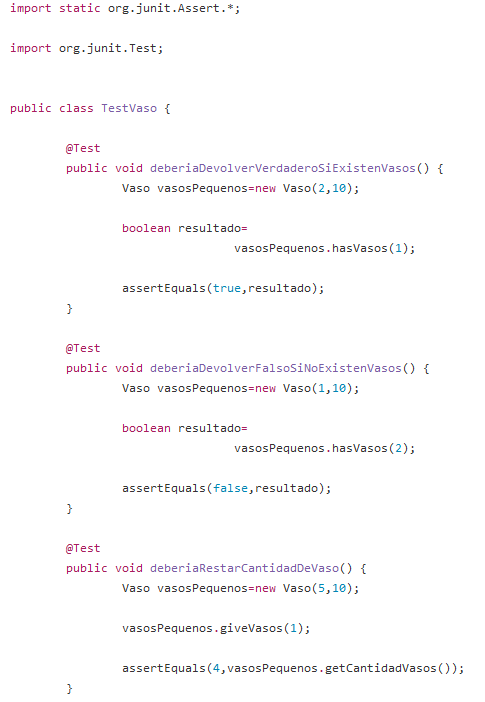 import static org.junit.Assert.*;
import org.junit.Test;
public class TestVaso {
@Test
public void deberiaDevolverVerdaderoSiExistenVasos() {
Vaso vasosPequenos=new Vaso(2,10);
boolean resultado=
vasosPequenos.hasVasos(1);
assertEquals(true,resultado);
}
@Test
public void deberiaDevolverFalsoSiNoExistenVasos() {
Vaso vasosPequenos=new Vaso(1,10);
boolean resultado=
vasosPequenos.hasVasos(2);
assertEquals(false,resultado);
}
@Test
public void deberiaRestarCantidadDeVaso() {
Vaso vasosPequenos=new Vaso(5,10);
vasosPequenos.giveVasos(1);
assertEquals(4,vasosPequenos.getCantidadVasos());
}